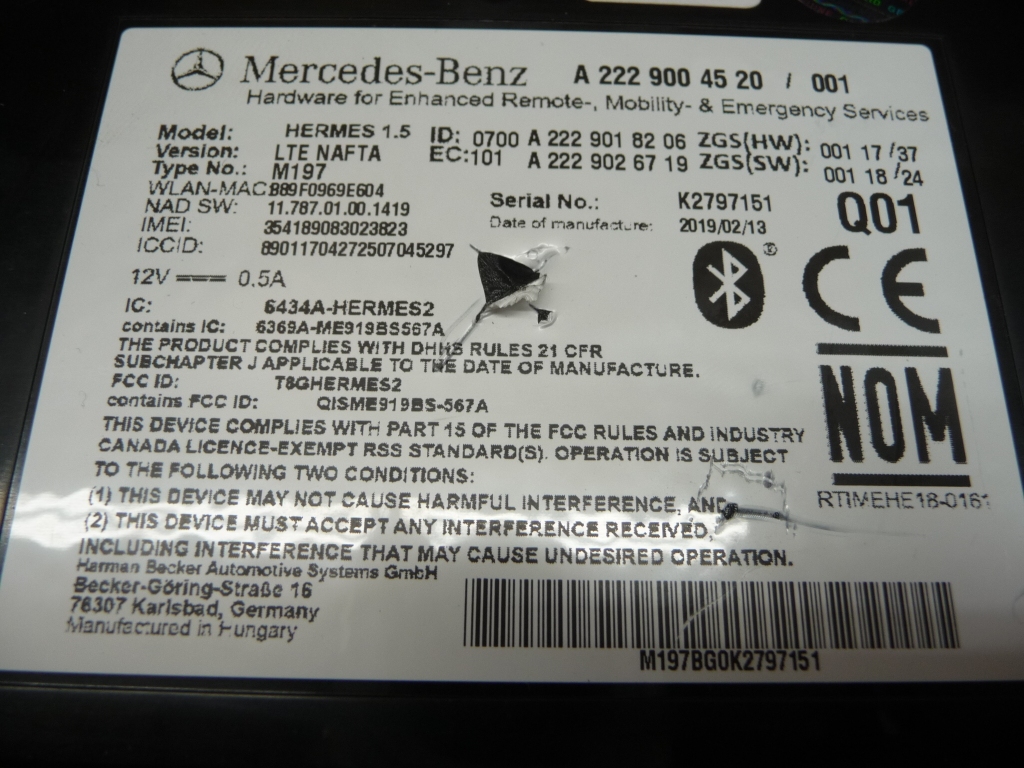 Mercedes-Benz A 222 900 45 20 / 001
Hardware for Enhanced Remote-, Mobility- & Emergency Services
Model: HERMES 1.5 ID: 0700 A 222 901 82 06 ZGS(HW): 001 17/37
Version: LTE NAFTA EC:101 A 222 902 67 19 ZGS(SW): 001 18/24
Type No.: M197
WLAN-MAC: B89F0969E604 Serial No.: K2797151 Q01
NAD SW: 11.787.01.00.1419 Date of manufacture: 2019/02/13
IMEI: 354189083023823
ICCID: 89011704272507045297
12V 0.5A
CE
IC: 6434A-HERMES2
contains IC: 6369A-ME919BS567A
THE PRODUCT COMPLIES WITH DHHS RULES 21 CFR
SUBCHAPTER J APPLICABLE TO THE DATE OF MANUFACTURE.
FCC ID: T8GHERMES2
contains FCC ID: QISME919BS-567A
NOM
THIS DEVICE COMPLIES WITH PART 15 OF THE FCC RULES AND INDUSTRY
CANADA LICENCE-EXEMPT RSS STANDARD(S). OPERATION IS SUBJECT
TO THE FOLLOWING TWO CONDITIONS:
(1) THIS DEVICE MAY NOT CAUSE HARMFUL INTERFERENCE, AND
RTIMEHE18-0161
(2) THIS DEVICE MUST ACCEPT ANY INTERFERENCE RECEIVED,
INCLUDING INTERFERENCE THAT MAY CAUSE UNDESIRED OPERATION.
Harman Becker Automotive Systems GmbH
Becker-Göring-Straße 16
76307 Karlsbad, Germany
Manufactured in Hungary
M197BG0K2797151